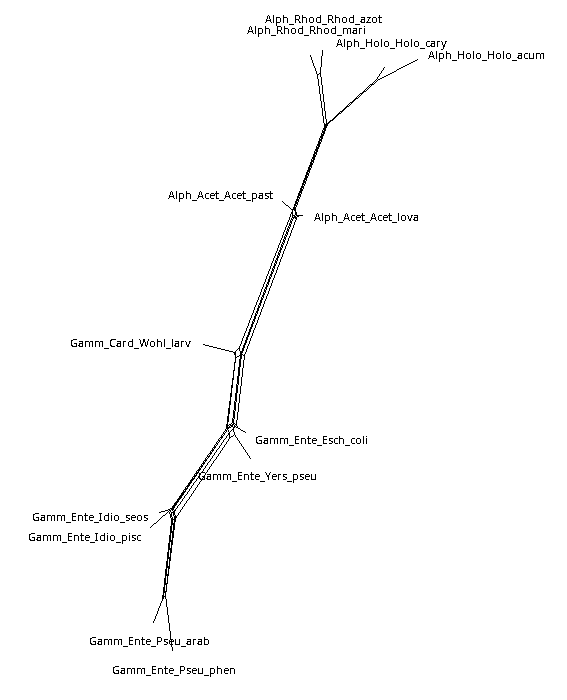 Alph_Rhod_Rhod_azot
Alph_Rhod_Rhod_mari
Alph_Holo_Holo_cary
Alph_Holo_Holo_acum
Alph_Acet_Acet_past
Alph_Acet_Acet_lova
Gamm_Card_Wohl_larv
Gamm_Ente_Esch_coli
Gamm_Ente_Yers_pseu
Gamm_Ente_Idio_seos
Gamm_Ente_Idio_pisc
Gamm_Ente_Pseu_arab
Gamm_Ente_Pseu_phen